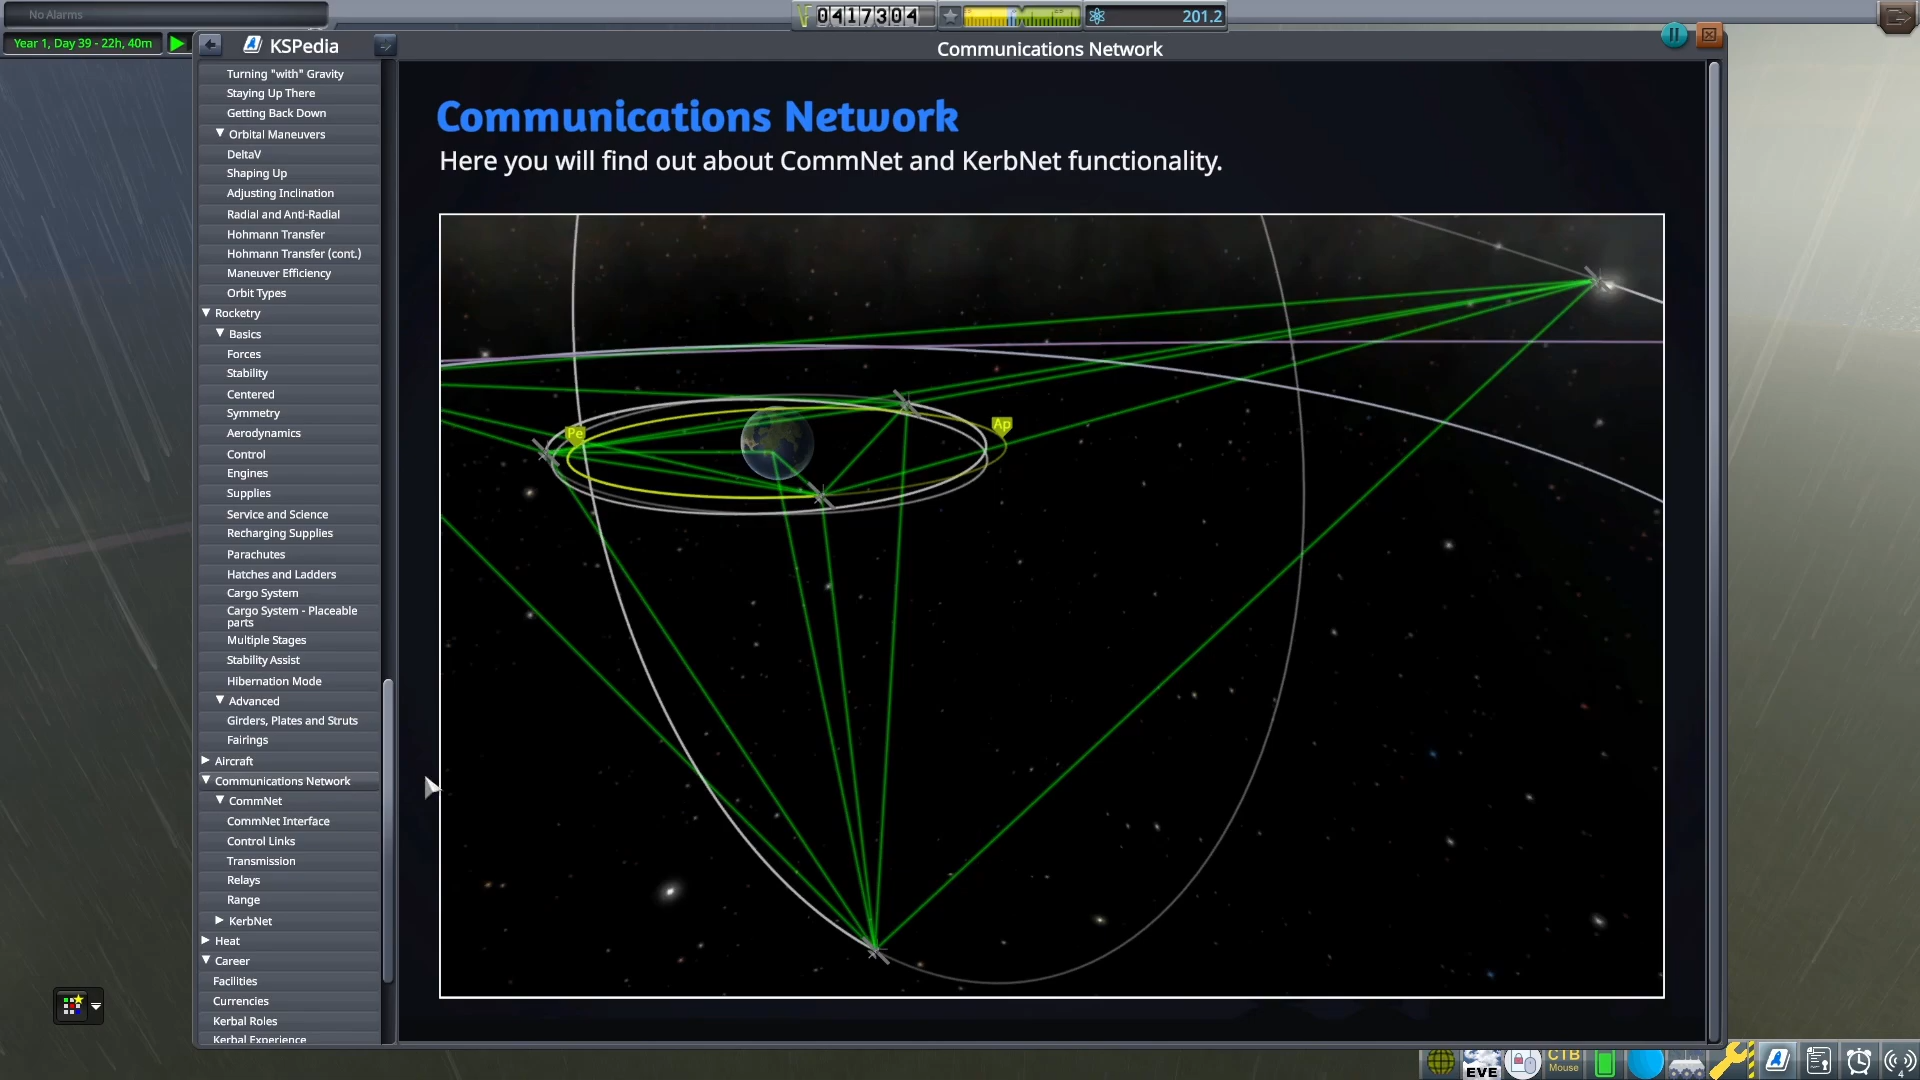 No Alarms
0417304
201.2
Year 1, Day 39 - 22h, 40m
KSPedia
Communications Network
Turning "with" Gravity
Staying Up There
Getting Back Down
Orbital Maneuvers
DeltaV
Shaping Up
Adjusting Inclination
Radial and Anti-Radial
Hohmann Transfer
Hohmann Transfer (cont.)
Maneuver Efficiency
Orbit Types
Rocketry
Basics
Forces
Stability
Centered
Symmetry
Aerodynamics
Control
Engines
Supplies
Service and Science
Recharging Supplies
Parachutes
Hatches and Ladders
Cargo System
Cargo System - Placeable
parts
Multiple Stages
Stability Assist
Hibernation Mode
Advanced
Girders, Plates and Struts
Fairings
Aircraft
Communications Network
CommNet
CommNet Interface
Control Links
Transmission
Relays
Range
KerbNet
Heat
Career
Facilities
Currencies
Kerbal Roles
Kerbal Experience
Communications Network
Here you will find out about CommNet and KerbNet functionality.
Pe
Ap
EVE
CTB
Mouse
4